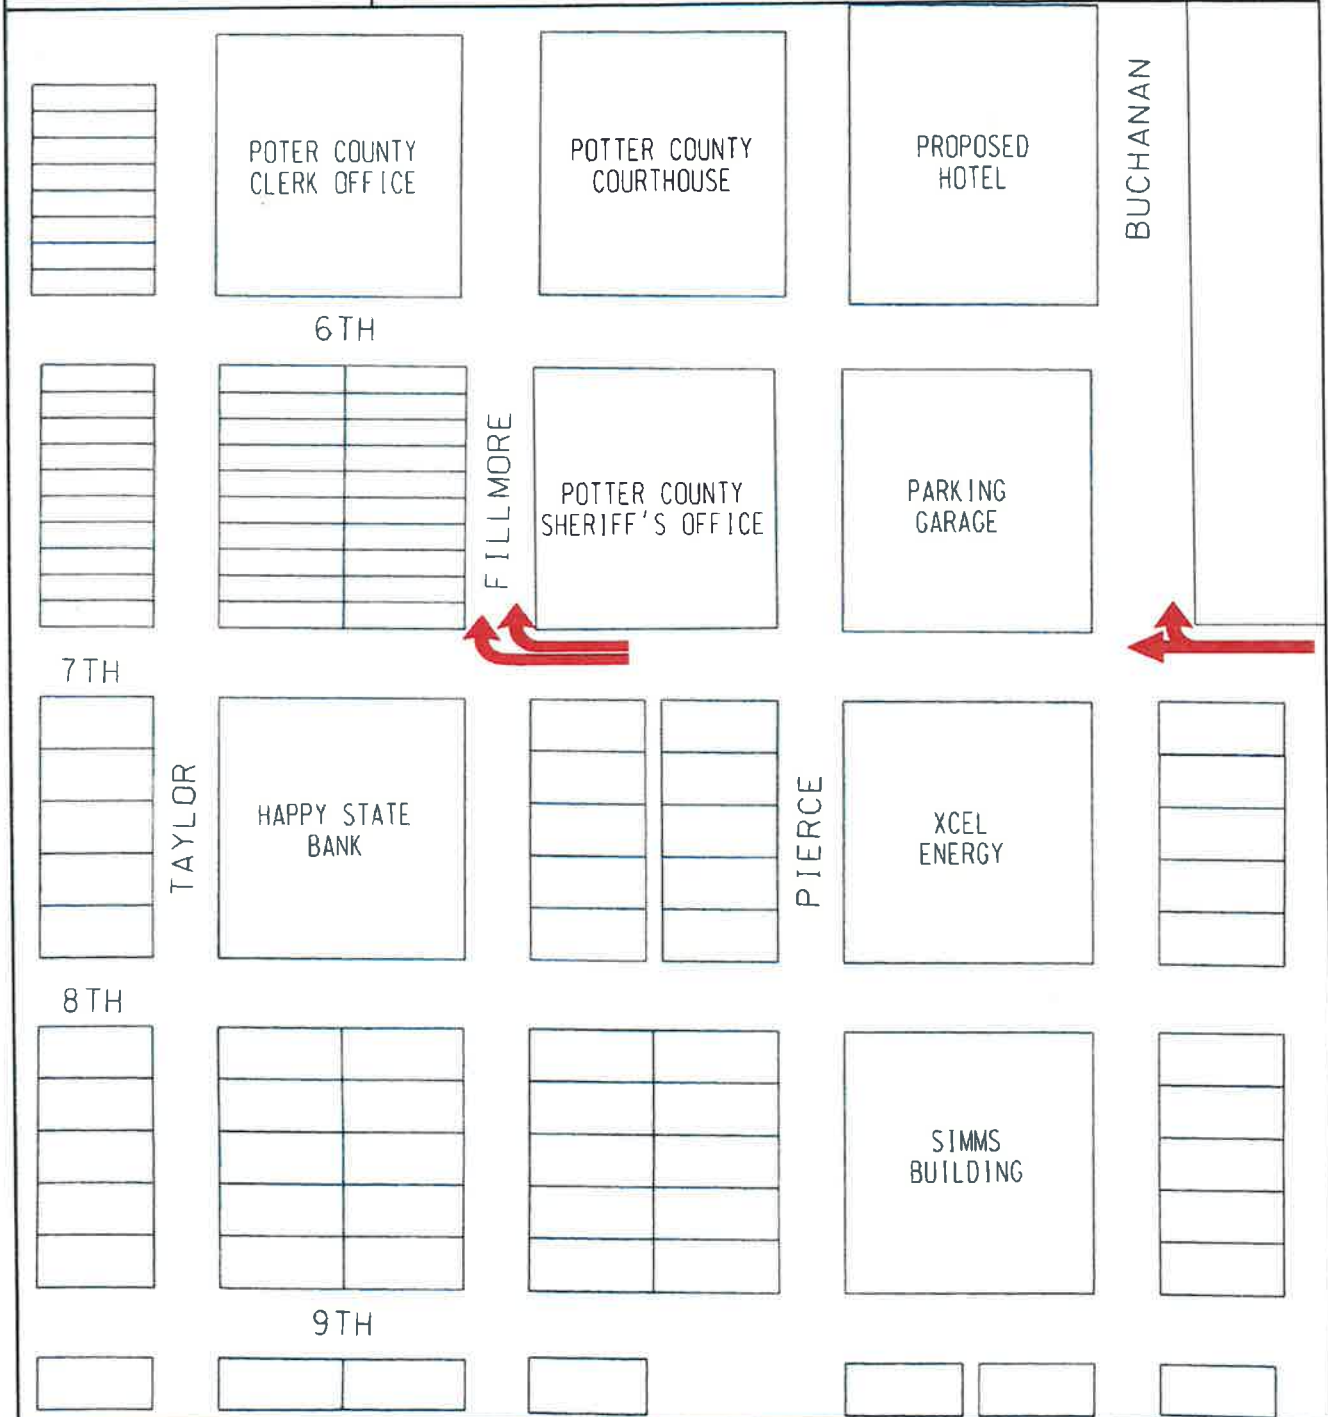 POTER COUNTY
CLERK OFFICE
POTTER COUNTY
COURTHOUSE
PROPOSED
HOTEL
BUCHANAN
6TH
FILLMORE
POTTER COUNTY
SHERIFF'S OFFICE
PARKING
GARAGE
7TH
TAYLOR
HAPPY STATE
BANK
PIERCE
XCEL
ENERGY
8TH
SIMMS
BUILDING
9TH